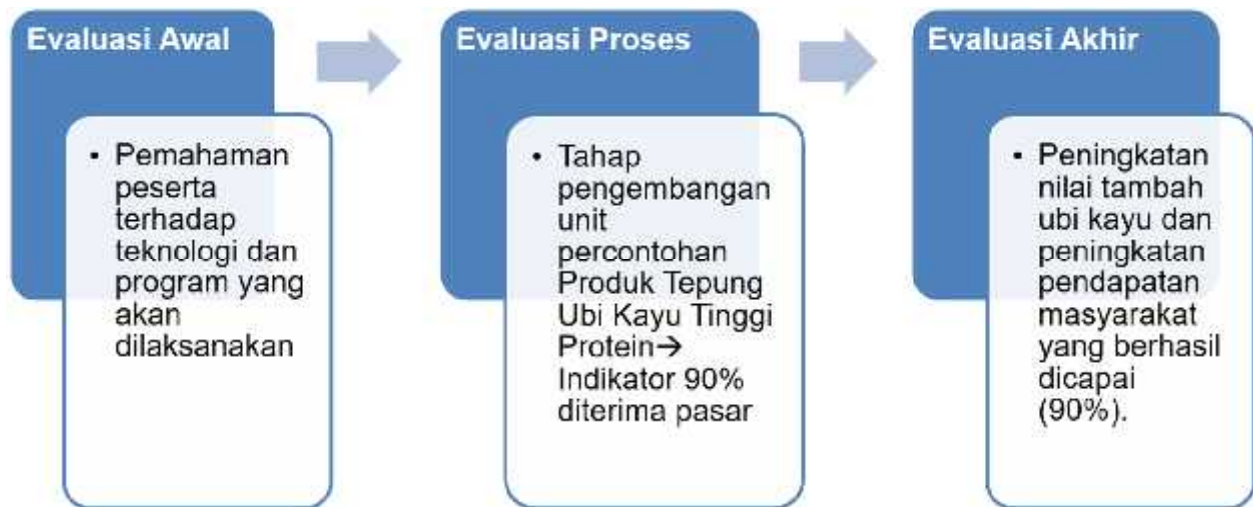 Evaluasi Awal
• Pemahaman
peserta
terhadap
teknologi dan
program yang
akan
dilaksanakan
Evaluasi Proses
• Tahap
pengembangan
unit
percontohan
Produk Tepung
Ubi Kayu Tinggi
Protein→
Indikator 90%
diterima pasar
Evaluasi Akhir
• Peningkatan
nilai tambah
ubi kayu dan
peningkatan
pendapatan
masyarakat
yang berhasil
dicapai
(90%).